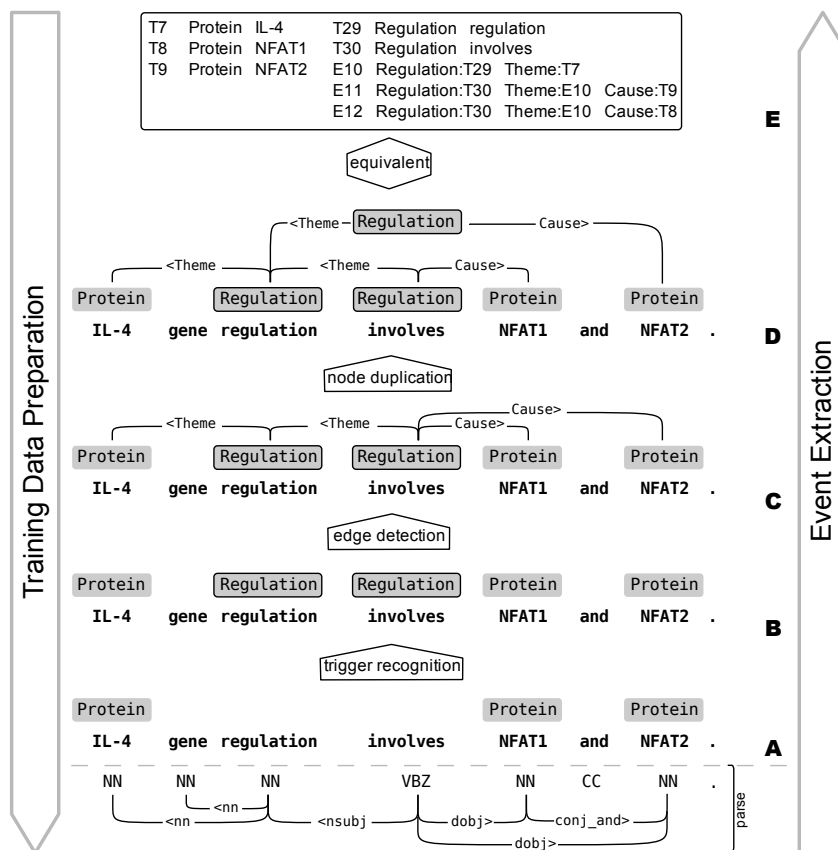 T7 Protein IL-4 T29 Regulation regulation
T8 Protein NFAT1 T30 Regulation involves
T9 Protein NFAT2 E10 Regulation:T29 Theme:T7
E11 Regulation:T30 Theme:E10 Cause:T9
E12 Regulation:T30 Theme:E10 Cause:T8
E
equivalent
<Theme Regulation Cause>
<Theme <Theme Cause>
Protein Regulation Regulation Protein Protein
IL-4 gene regulation involves NFAT1 and NFAT2 .
D
node duplication
Cause>
<Theme <Theme Cause>
Protein Regulation Regulation Protein Protein
IL-4 gene regulation involves NFAT1 and NFAT2 .
C
edge detection
Protein Regulation Regulation Protein Protein
IL-4 gene regulation involves NFAT1 and NFAT2 .
B
trigger recognition
Protein Protein Protein
IL-4 gene regulation involves NFAT1 and NFAT2 .
A
NN NN NN VBZ NN CC NN .
<nn
<nn <nsubj dobj> conj_and>
dobj>
parse
Training Data Preparation
Event Extraction